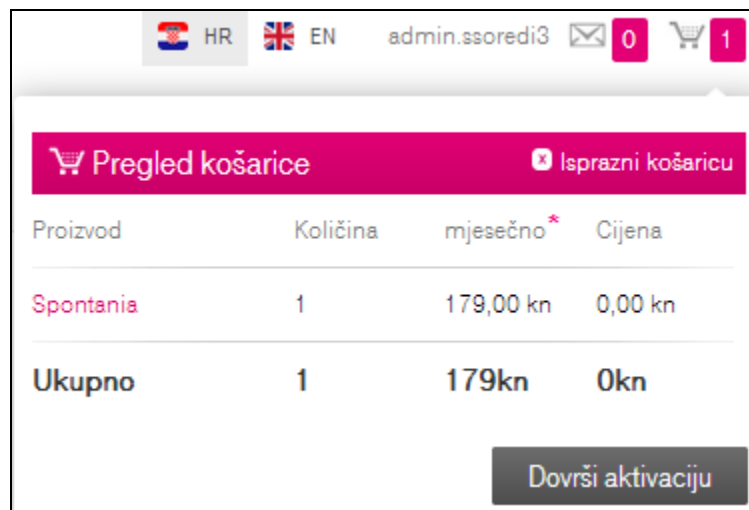 HR EN admin.ssoredi3 0 1
Pregled košarice Isprazni košaricu
Proizvod Količina mjesečno* Cijena
Spontania 1 179,00 kn 0,00 kn
Ukupno 1 179kn 0kn
Dovrši aktivaciju